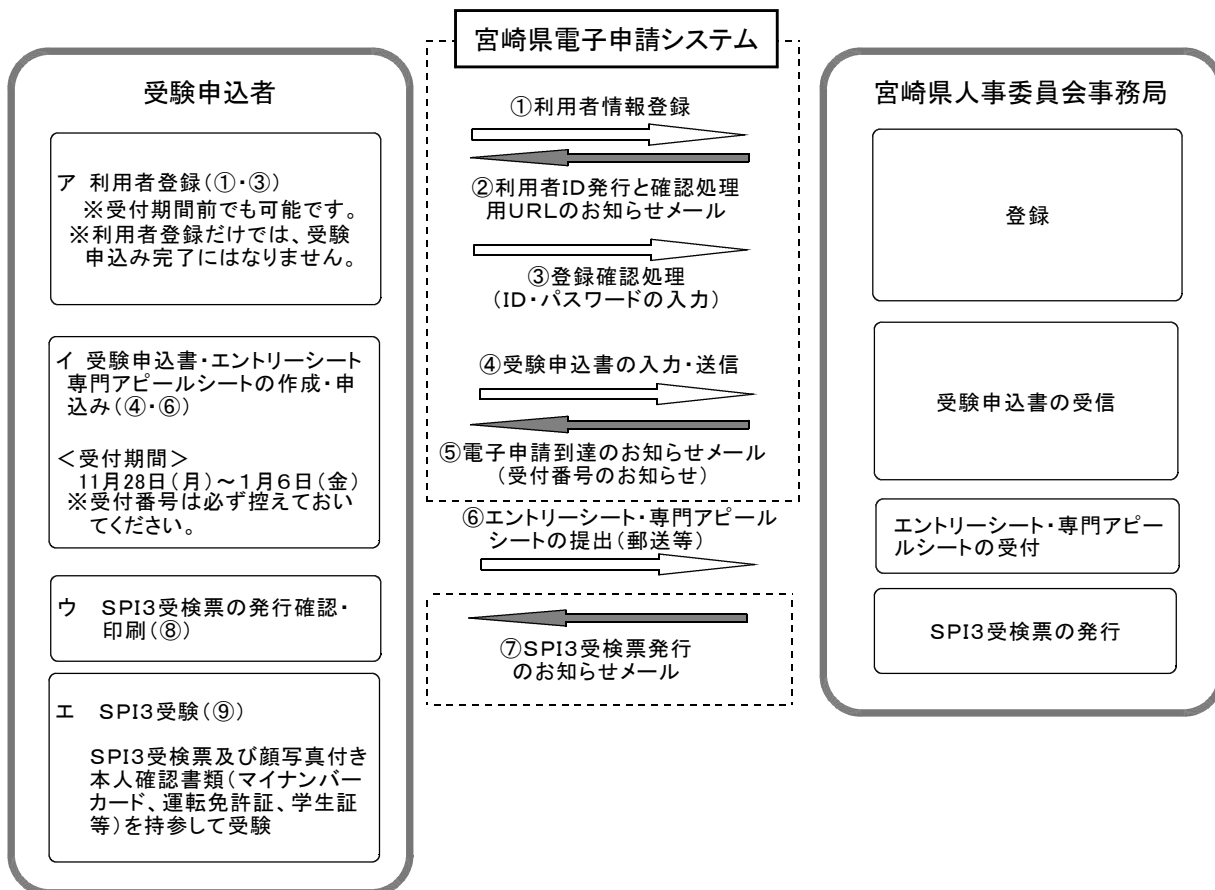 宮崎県電子申請システム
受験申込者
ア 利用者登録(①・③)
※受付期間前でも可能です。
※利用者登録だけでは、受験
申込み完了にはなりません。
イ 受験申込書・エントリーシート
専門アピールシートの作成・申
込み(④・⑥)
<受付期間>
11月28日(月)~1月6日(金)
※受付番号は必ず控えておい
てください。
ウ SPI3受検票の発行確認・
印刷(⑧)
エ SPI3受験(⑨)
SPI3受検票及び顔写真付き
本人確認書類(マイナンバー
カード、運転免許証、学生証
等)を持参して受験
①利用者情報登録
②利用者ID発行と確認処理
用URLのお知らせメール
③登録確認処理
(ID・パスワードの入力)
④受験申込書の入力・送信
⑤電子申請到達のお知らせメール
(受付番号のお知らせ)
⑥エントリーシート・専門アピール
シートの提出(郵送等)
⑦SPI3受検票発行
のお知らせメール
宮崎県人事委員会事務局
登録
受験申込書の受信
エントリーシート・専門アピー
ルシートの受付
SPI3受検票の発行